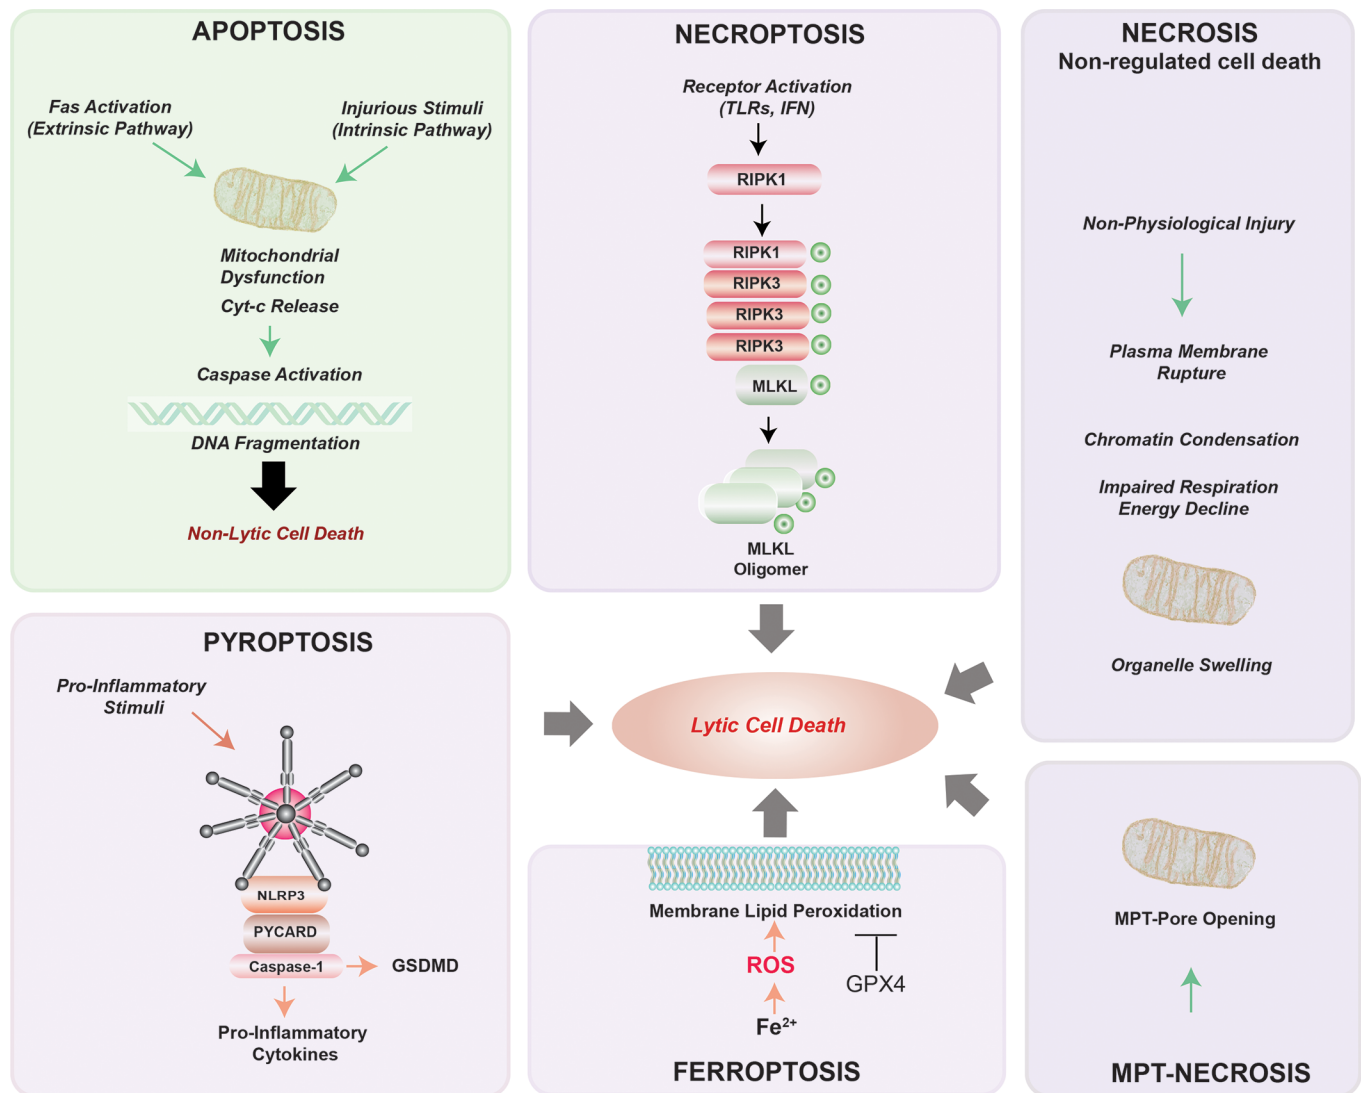 APOPTOSIS
Fas Activation
(Extrinsic Pathway)
Injurious Stimuli
(Intrinsic Pathway)
Mitochondrial
Dysfunction
Cyt-c Release
Caspase Activation
DNA Fragmentation
Non-Lytic Cell Death
NECROPTOSIS
Receptor Activation
(TLRs, IFN)
RIPK1
RIPK1
RIPK3
RIPK3
RIPK3
MLKL
MLKL
Oligomer
NECROSIS
Non-regulated cell death
Non-Physiological Injury
Plasma Membrane
Rupture
Chromatin Condensation
Impaired Respiration
Energy Decline
Organelle Swelling
PYROPTOSIS
Pro-Inflammatory
Stimuli
NLRP3
PYCARD
Caspase-1
GSDMD
Pro-Inflammatory
Cytokines
Lytic Cell Death
Membrane Lipid Peroxidation
ROS
GPX4
Fe²⁺
FERROPTOSIS
MPT-Pore Opening
MPT-NECROSIS